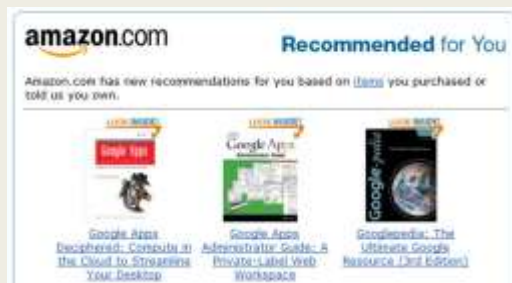 amazon.com
Recommended for You
Amazon.com has new recommendations for you based on items you purchased or
told us you own.
LOOK INSIDE!
LOOK INSIDE!
LOOK INSIDE!
Google Apps
Google Apps
Administrator Guide
Googlepedia
Google Apps
Deciphered: Compute in
the Cloud to Streamline
Your Desktop
Google Apps
Administrator Guide: A
Private-Label Web
Workspace
Googlepedia: The
Ultimate Google
Resource (3rd Edition)